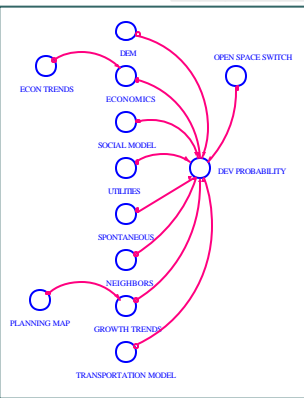 DEM
OPEN SPACE SWITCH
ECON TRENDS
ECONOMICS
SOCIAL MODEL
DEV PROBABILITY
UTILITIES
SPONTANEOUS
NEIGHBORS
PLANNING MAP
GROWTH TRENDS
TRANSPORTATION MODEL